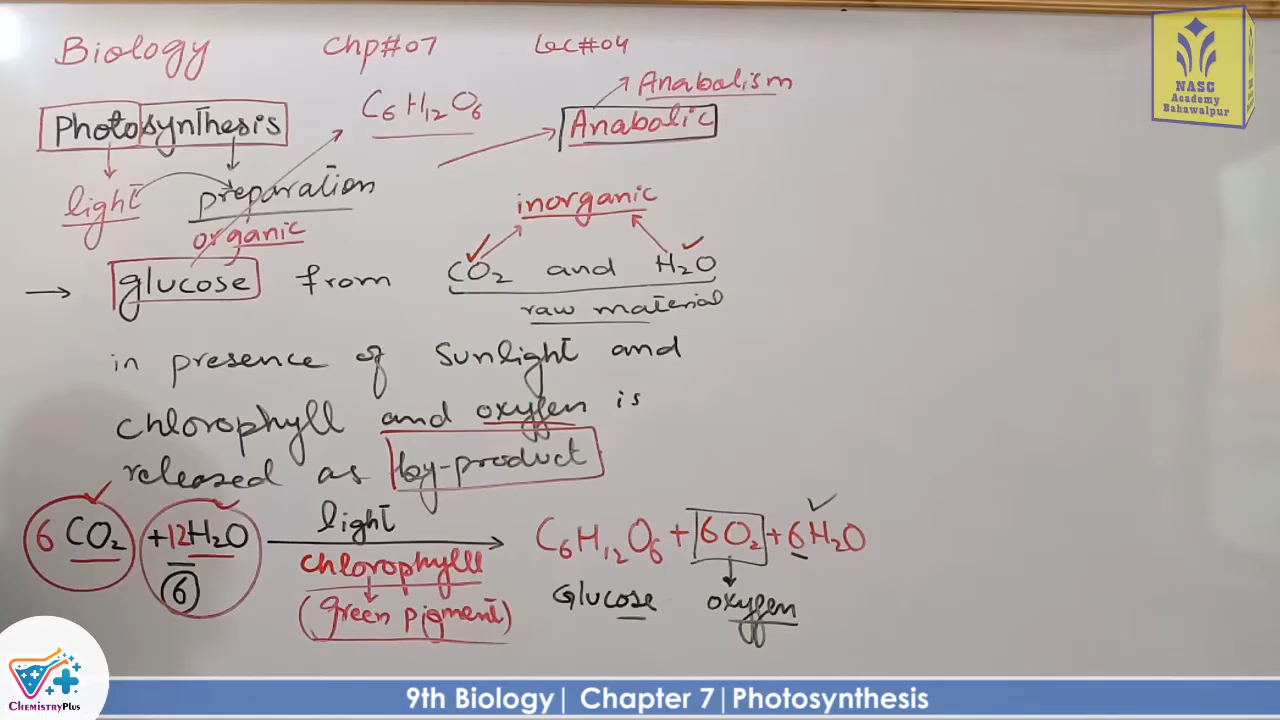 Biology Chp#07 Lec#04
Anabolism
C₆H₁₂O₆
Anabolic
Photosynthesis
light preparation
inorganic
organic
→ glucose from CO₂ and H₂O
raw material
in presence of sunlight and
chlorophyll and oxygen is
released as by-product
light
6CO₂ +12H₂O → C₆H₁₂O₆ + 6O₂ + 6H₂O
chlorophyll
6
(green pigment)
Glucose oxygen
NASC
Academy
Bahawalpur
ChemistryPlus
9th Biology| Chapter 7|Photosynthesis